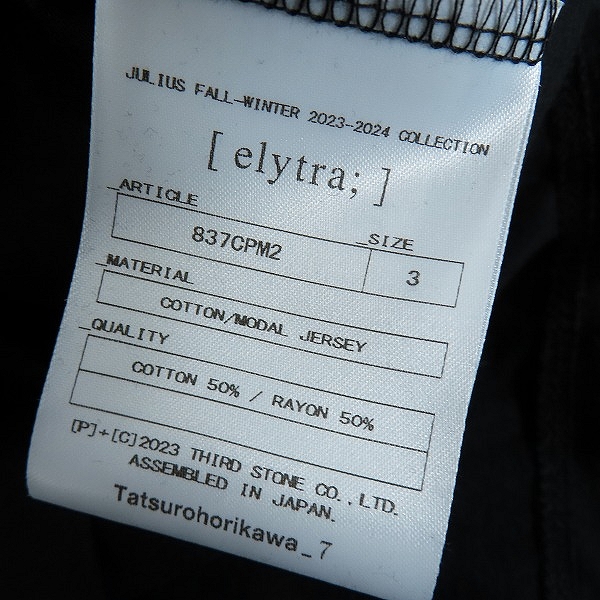 JULIUS FALL-WINTER 2023-2024 COLLECTION
[ elytra; ]
_ARTICLE
837CPM2
_SIZE
3
_MATERIAL
COTTON/MODAL JERSEY
_QUALITY
COTTON 50% / RAYON 50%
[P]+[C]2023 THIRD STONE CO.,LTD.
ASSEMBLED IN JAPAN.
Tatsurohorikawa_7